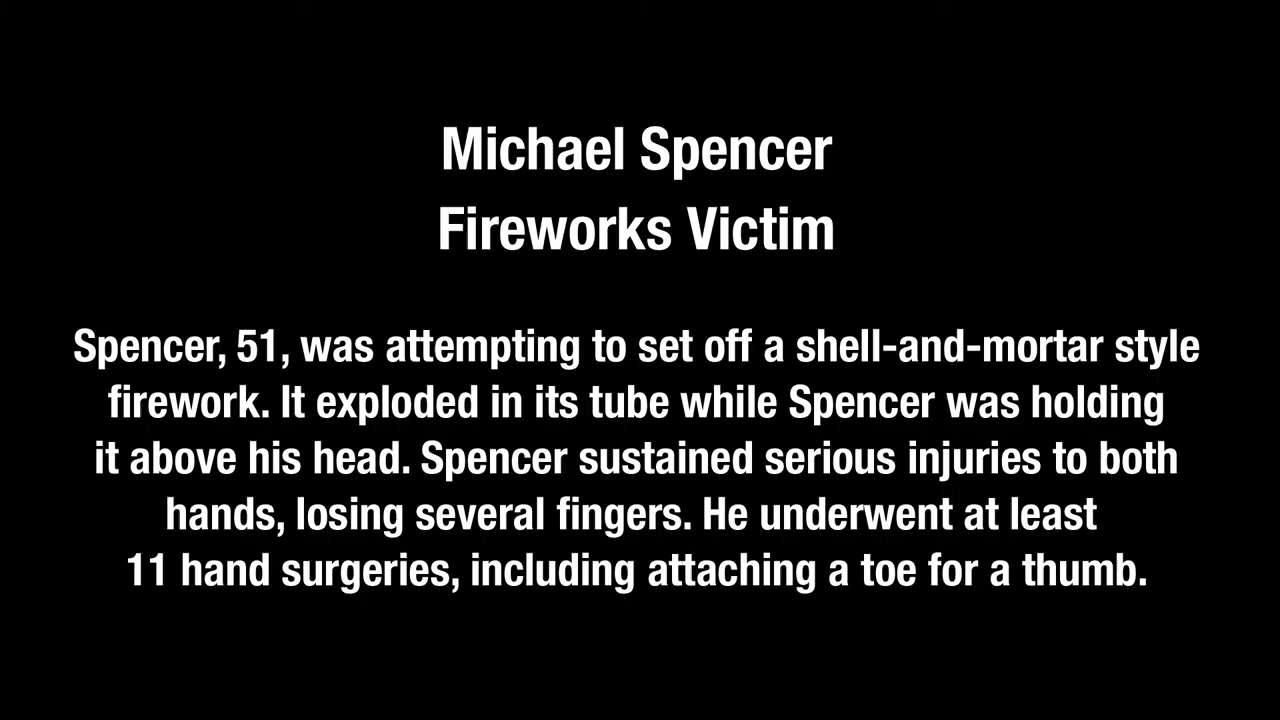 Michael Spencer
Fireworks Victim
Spencer, 51, was attempting to set off a shell-and-mortar style
firework. It exploded in its tube while Spencer was holding
it above his head. Spencer sustained serious injuries to both
hands, losing several fingers. He underwent at least
11 hand surgeries, including attaching a toe for a thumb.